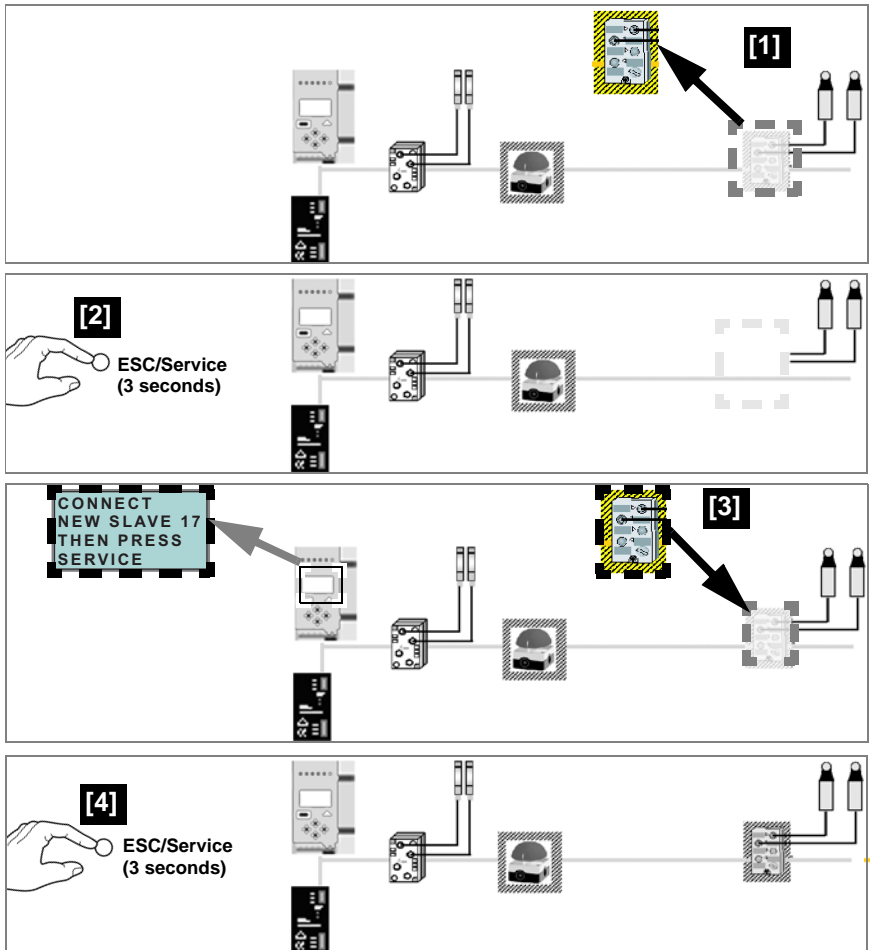 [1]
[2]
ESC/Service
(3 seconds)
CONNECT
NEW SLAVE 17
THEN PRESS
SERVICE
[3]
[4]
ESC/Service
(3 seconds)